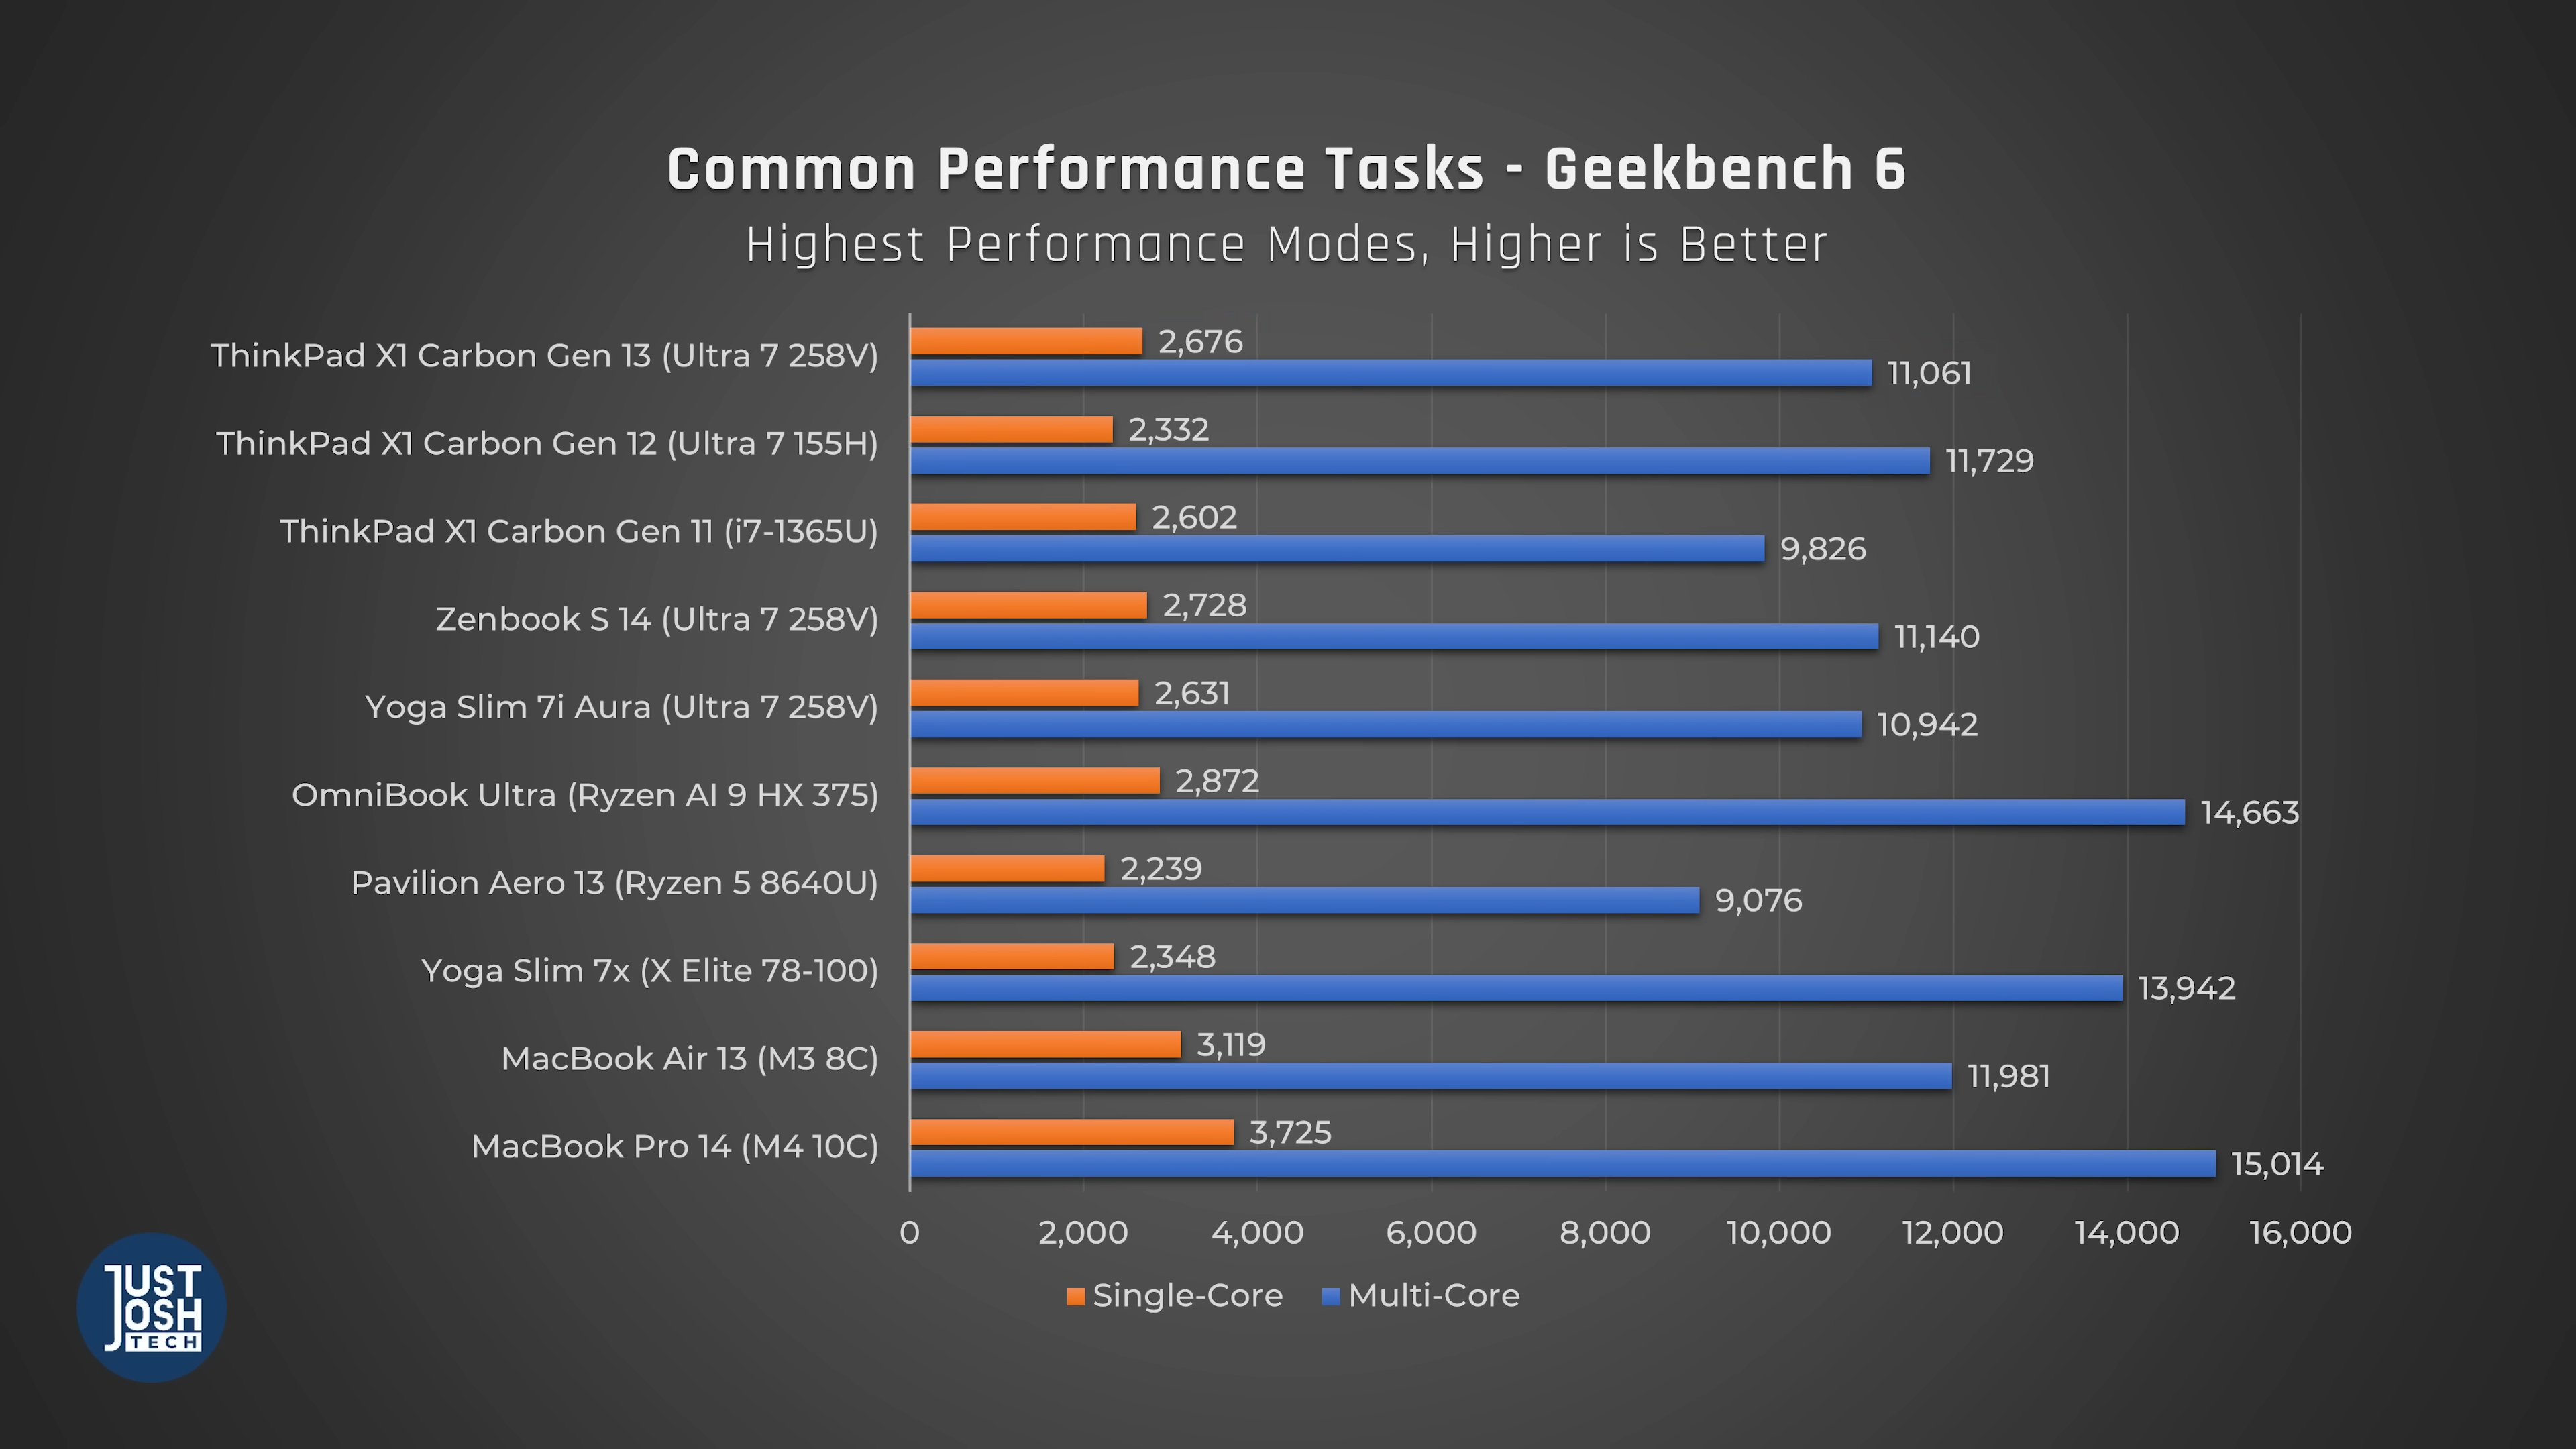 Common Performance Tasks - Geekbench 6
Highest Performance Modes, Higher is Better
ThinkPad X1 Carbon Gen 13 (Ultra 7 258V)
2,676
11,061
ThinkPad X1 Carbon Gen 12 (Ultra 7 155H)
2,332
11,729
ThinkPad X1 Carbon Gen 11 (i7-1365U)
2,602
9,826
Zenbook S 14 (Ultra 7 258V)
2,728
11,140
Yoga Slim 7i Aura (Ultra 7 258V)
2,631
10,942
OmniBook Ultra (Ryzen AI 9 HX 375)
2,872
14,663
Pavilion Aero 13 (Ryzen 5 8640U)
2,239
9,076
Yoga Slim 7x (X Elite 78-100)
2,348
13,942
MacBook Air 13 (M3 8C)
3,119
11,981
MacBook Pro 14 (M4 10C)
3,725
15,014
0 2,000 4,000 6,000 8,000 10,000 12,000 14,000 16,000
Single-Core Multi-Core
JUST
JOSH
TECH